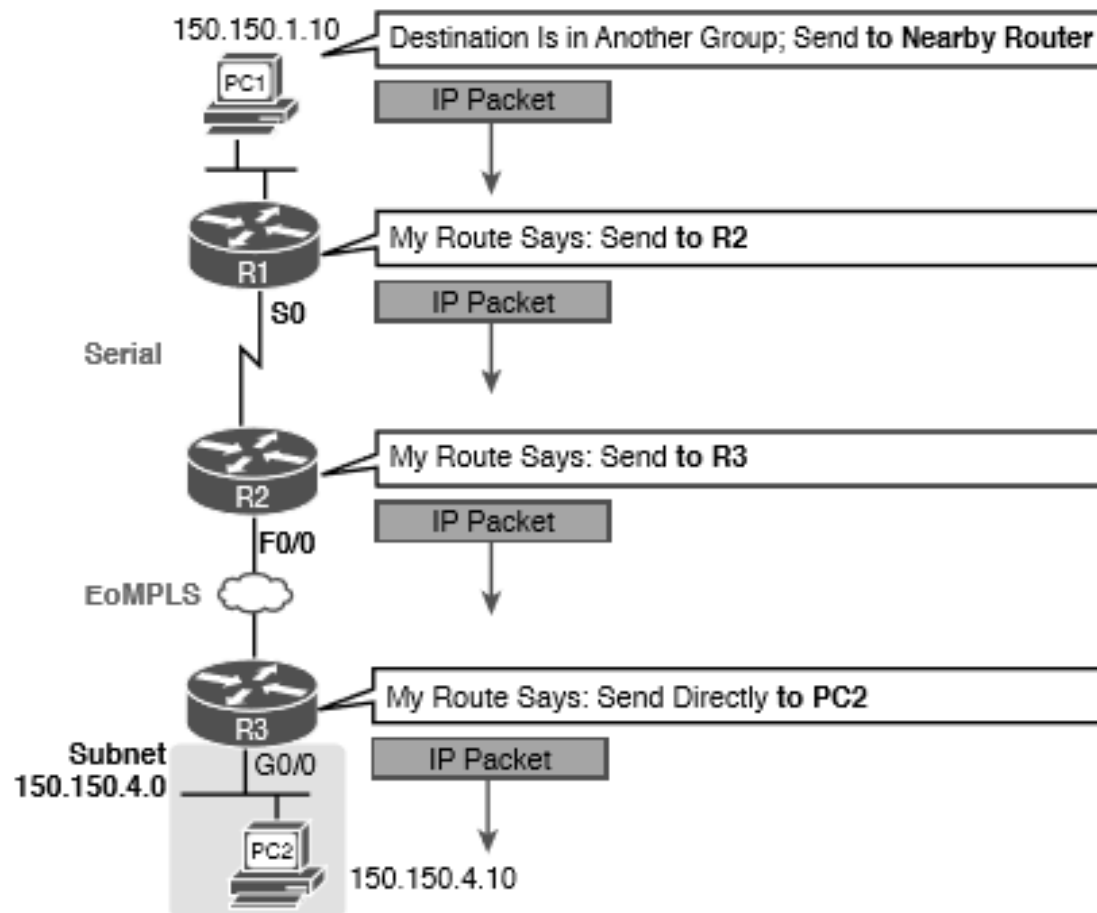 150.150.1.10
Destination Is in Another Group; Send to Nearby Router
PC1
IP Packet
My Route Says: Send to R2
R1
IP Packet
S0
Serial
My Route Says: Send to R3
R2
IP Packet
F0/0
EoMPLS
My Route Says: Send Directly to PC2
R3
IP Packet
Subnet
150.150.4.0
G0/0
PC2
150.150.4.10